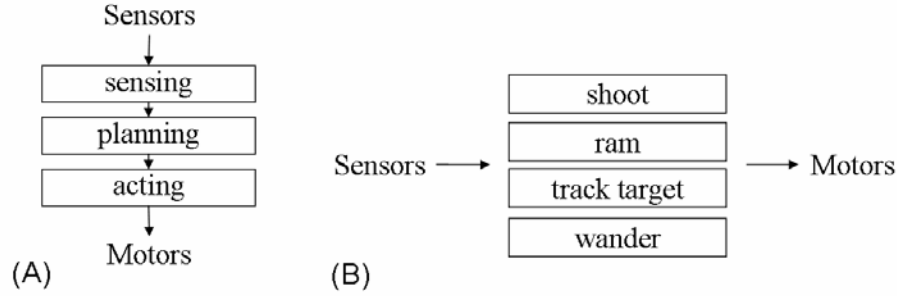 Sensors
sensing
planning
acting
Motors
(A)
Sensors
shoot
ram
track target
wander
Motors
(B)